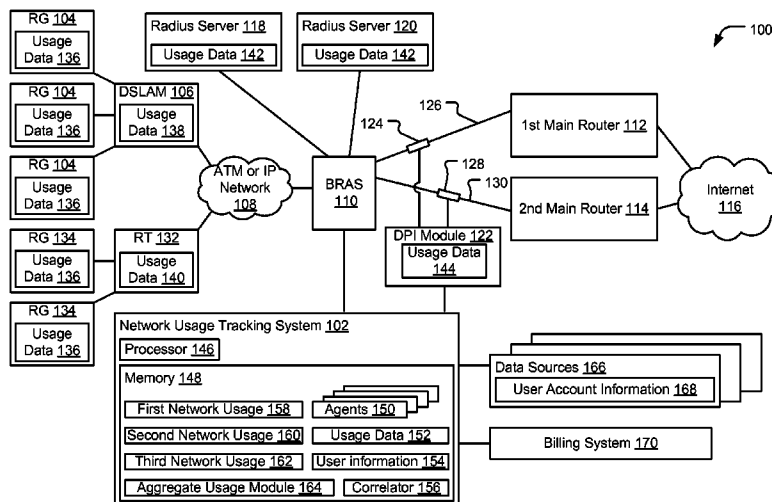 RG 104
Usage
Data 136
Radius Server 118
Usage Data 142
Radius Server 120
Usage Data 142
100
RG 104
Usage
Data 136
DSLAM 106
Usage
Data 138
RG 104
Usage
Data 136
ATM or IP
Network
108
BRAS
110
124
126
128
130
1st Main Router 112
2nd Main Router 114
Internet
116
RG 134
Usage
Data 136
RT 132
Usage
Data 140
DPI Module 122
Usage Data
144
RG 134
Usage
Data 136
Network Usage Tracking System 102
Processor 146
Memory 148
First Network Usage 158
Agents 150
Second Network Usage 160
Usage Data 152
Third Network Usage 162
User information 154
Aggregate Usage Module 164
Correlator 156
Data Sources 166
User Account Information 168
Billing System 170